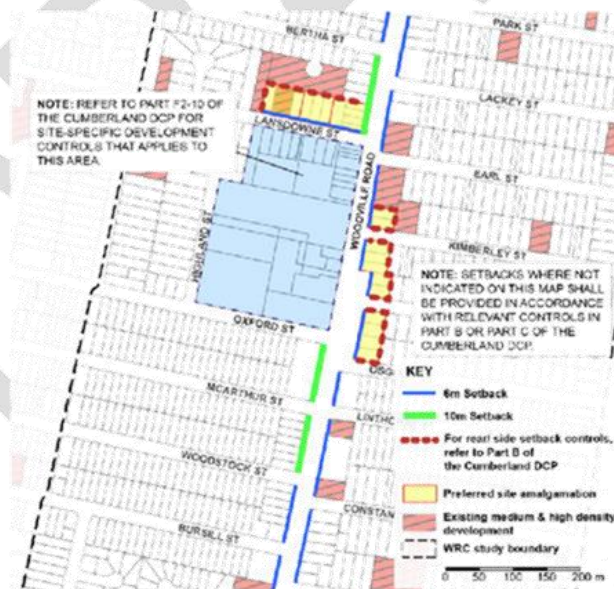 BERTHA ST
PARK ST
NOTE: REFER TO PART F2-10 OF
THE CUMBERLAND DCP FOR
SITE-SPECIFIC DEVELOPMENT
CONTROLS THAT APPLIES TO
THIS AREA.
LACKEY ST
LANSDOWNE ST
EARL ST
WOODVILLE ROAD
KIMBERLEY ST
HIGHLAND ST
NOTE: SETBACKS WHERE NOT
INDICATED ON THIS MAP SHALL
BE PROVIDED IN ACCORDANCE
WITH RELEVANT CONTROLS IN
PART B OR PART C OF THE
CUMBERLAND DCP.
OXFORD ST
OSG
KEY
6m Setback
MCARTHUR ST
10m Setback
LINTHO
For rear/ side setback controls,
refer to Part B of
the Cumberland DCP
WOODSTOCK ST
Preferred site amalgamation
CONSTAN
Existing medium & high density
development
BURSILL ST
WRC study boundary
0 50 100 150 200 m